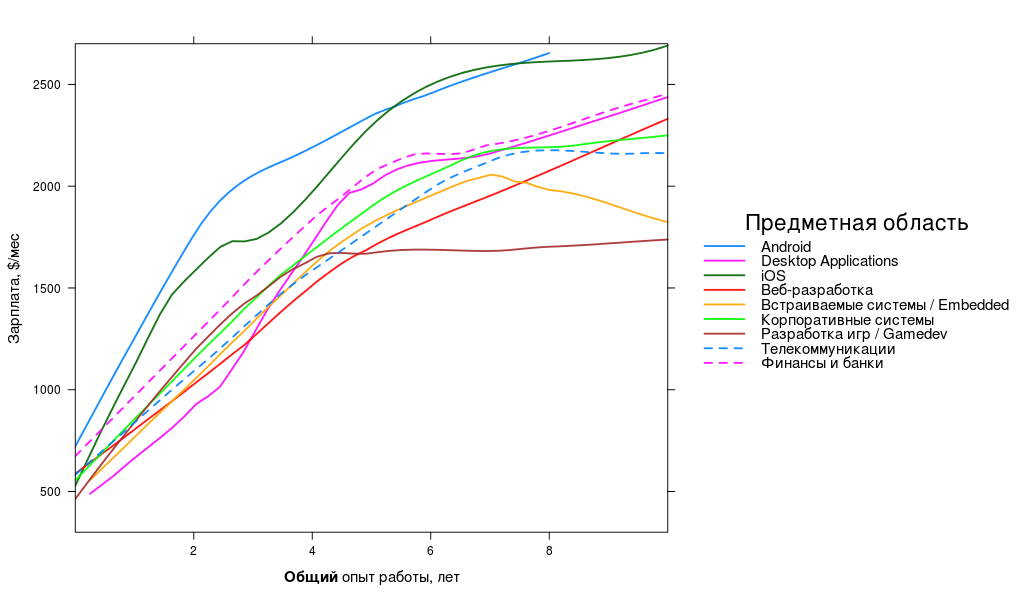 2500
2000
1500
1000
500
Зарплата, $/мес
2
4
6
8
Общий опыт работы, лет
Предметная область
Android
Desktop Applications
iOS
Веб-разработка
Встраиваемые системы / Embedded
Корпоративные системы
Разработка игр / Gamedev
Телекоммуникации
Финансы и банки